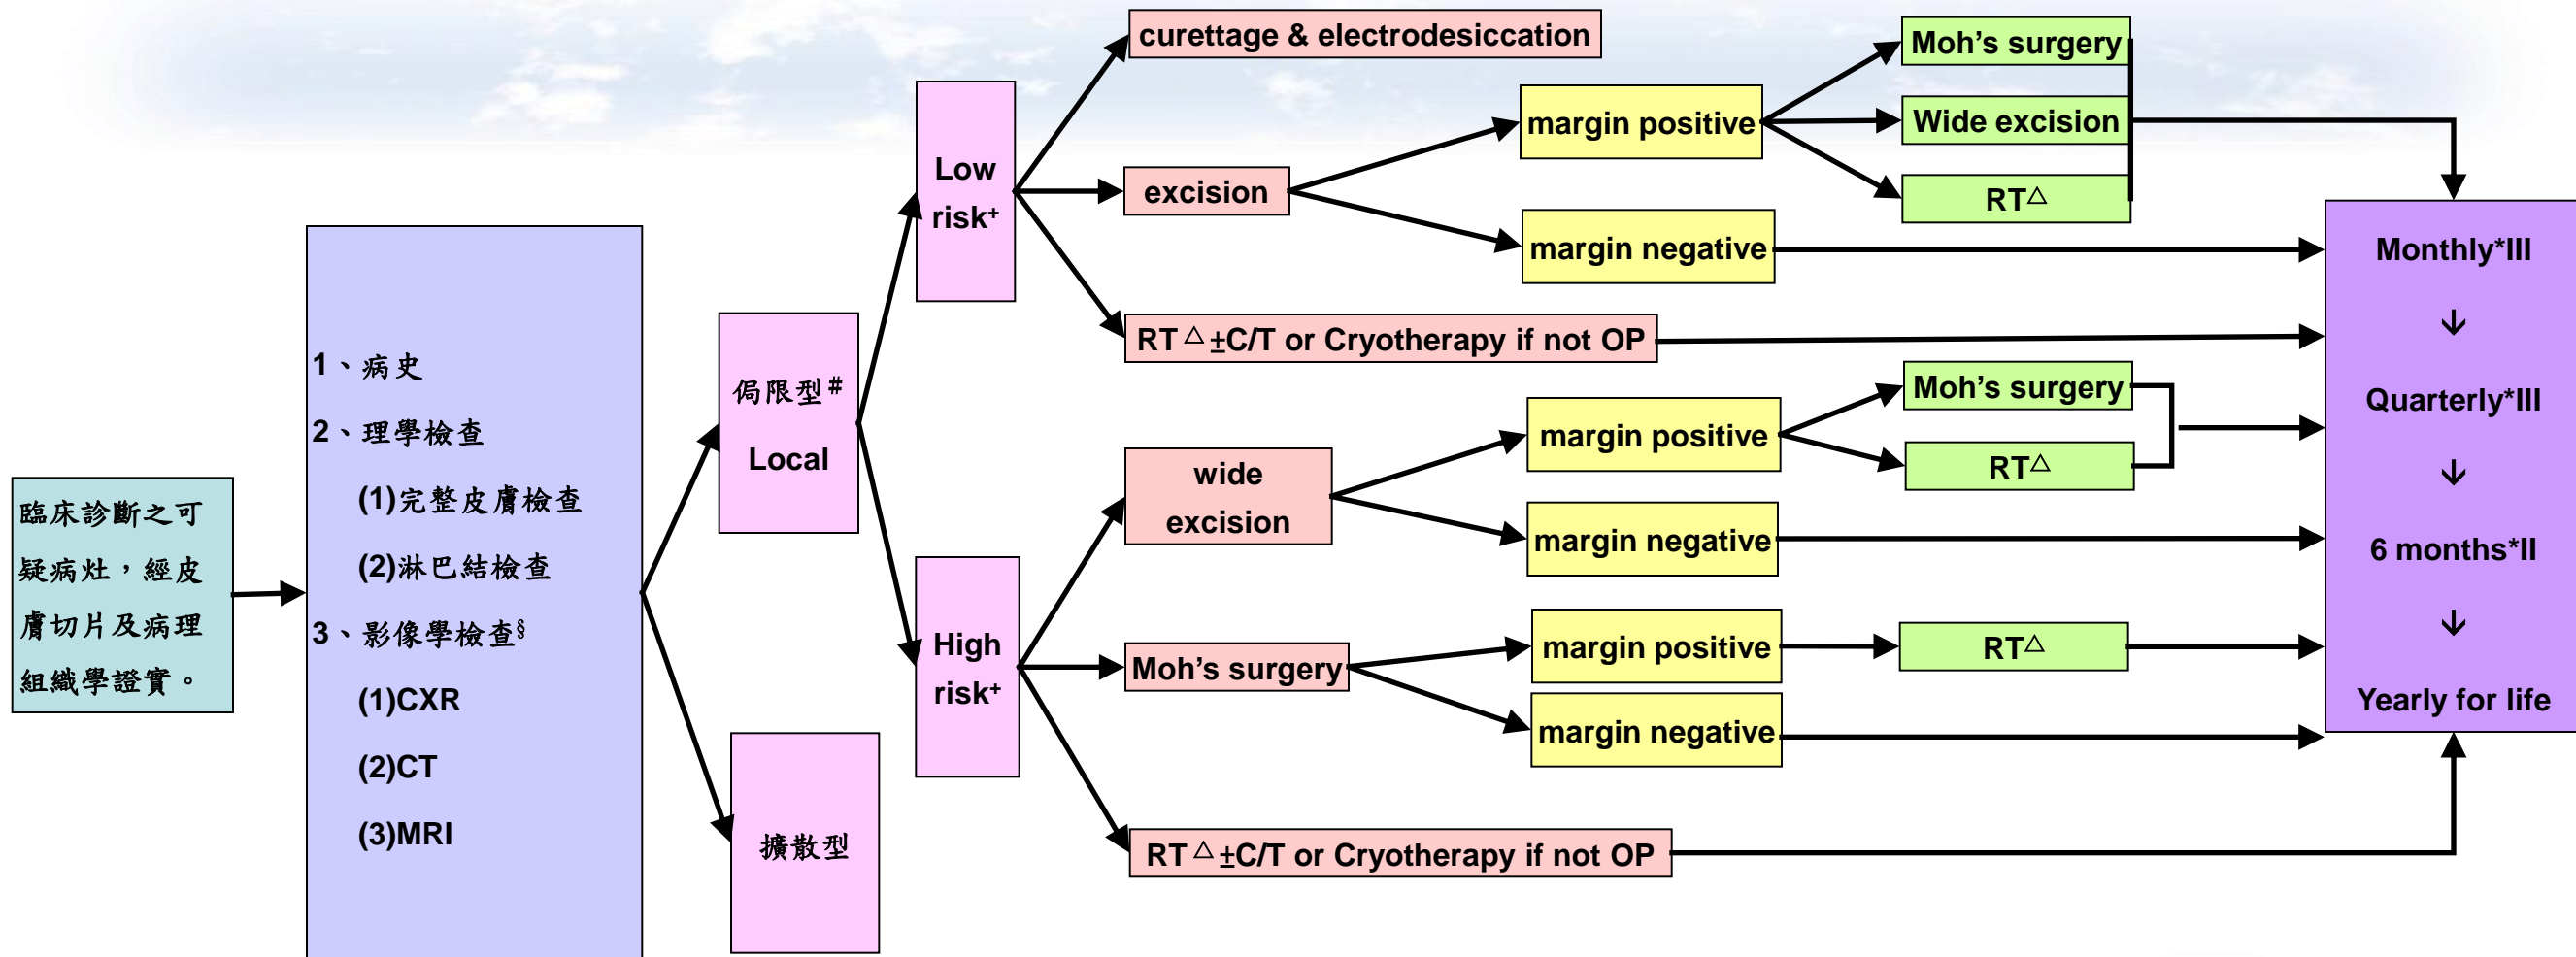 臨床診斷之可
疑病灶，經皮
膚切片及病理
組織學證實。
1、病史
2、理學檢查
(1)完整皮膚檢查
(2)淋巴結檢查
3、影像學檢查§
(1)CXR
(2)CT
(3)MRI
侷限型#
Local
擴散型
Low
risk+
High
risk+
curettage & electrodesiccation
excision
RT△±C/T or Cryotherapy if not OP
margin positive
margin negative
Moh’s surgery
Wide excision
RT△
wide
excision
Moh’s surgery
RT△±C/T or Cryotherapy if not OP
margin positive
margin negative
margin positive
margin negative
Moh’s surgery
RT△
RT△
Monthly*III
↓
Quarterly*III
↓
6 months*II
↓
Yearly for life